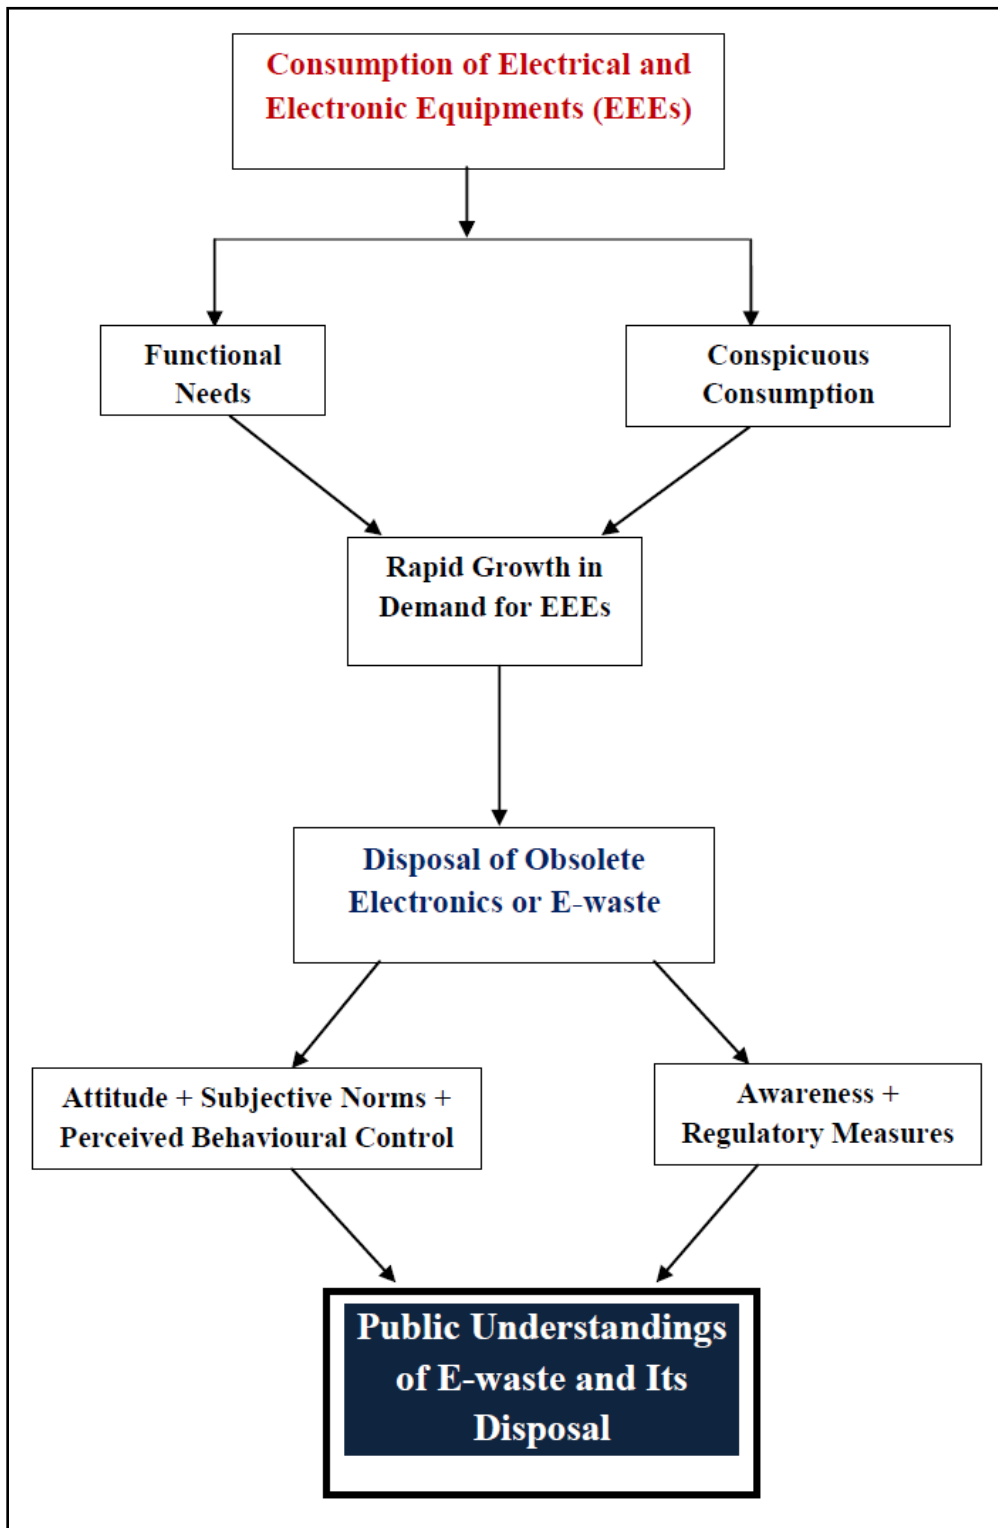 Consumption of Electrical and
Electronic Equipments (EEEs)
Functional
Needs
Conspicuous
Consumption
Rapid Growth in
Demand for EEEs
Disposal of Obsolete
Electronics or E-waste
Attitude + Subjective Norms +
Perceived Behavioural Control
Awareness +
Regulatory Measures
Public Understandings
of E-waste and Its
Disposal